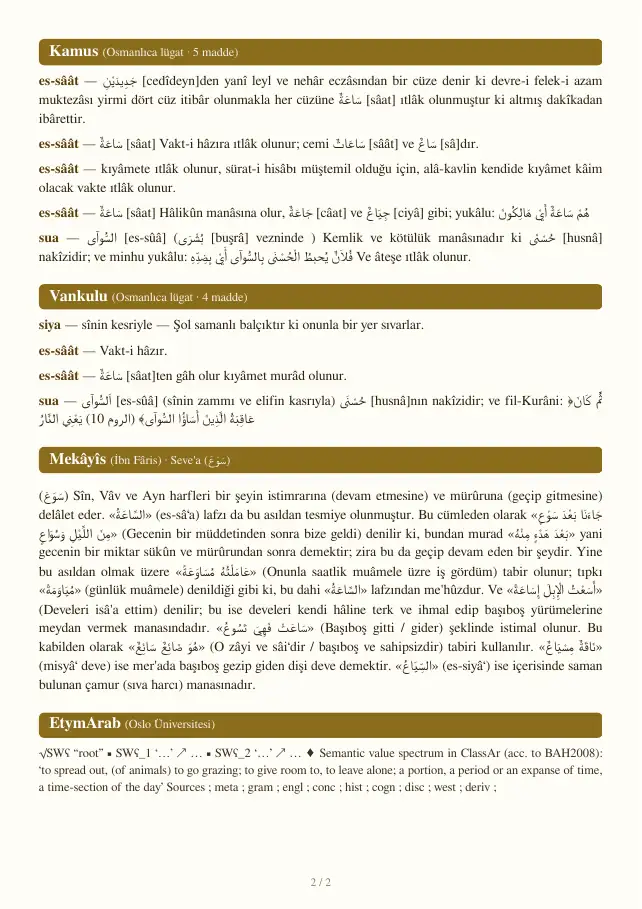 Kamus (Osmanlıca lügat · 5 madde)
es-sâât — جَدِيدَيْنِ [cedîdeyn]den yanî leyl ve nehâr eczâsından bir cüze denir ki devre-i felek-i azam
muktezâsı yirmi dört cüz itibâr olunmakla her cüzüne سَاعَةٌ [sâat] ıtlâk olunmuştur ki altmış dakîkadan
ibârettir.
es-sâât — سَاعَةٌ [sâat] Vakt-i hâzıra ıtlâk olunur; cemi سَاعَاتٌ [sâât] ve سَاعٌ [sâ]dır.
es-sâât — kıyâmete ıtlâk olunur, sürat-i hisâbı müştemil olduğu için, alâ-kavlin kendide kıyâmet kâim
olacak vakte ıtlâk olunur.
es-sâât — سَاعَةٌ [sâat] Hâlikûn manâsına olur, جَاعَةٌ [câat] ve جِيَاعٌ [ciyâ] gibi; yukâlu: هُمْ سَاعَةٌ أَيْ هَالِكُونَ
sua — اَلسُّوآى [es-sûâ] (بُشْرَى [buşrâ] vezninde ) Kemlik ve kötülük manâsınadır ki حُسْنَى [husnâ]
nakîzidir; ve minhu yukâlu: فُلاَنٌ يُحبِطُ الْحُسْنَى بِالسُّوآى أَيْ بِضِدِّهِ Ve âteşe ıtlâk olunur.
Vankulu (Osmanlıca lügat · 4 madde)
siya — sînin kesriyle — Şol samanlı balçıktır ki onunla bir yer sıvarlar.
es-sâât — Vakt-i hâzır.
es-sâât — سَاعَةٌ [sâat]ten gâh olur kıyâmet murâd olunur.
sua — اَلسُّوآى [es-sûâ] (sînin zammı ve elifin kasrıyla) حُسْنَى [husnâ]nın nakîzidir; ve fil-Kurâni: ﴿ثُمَّ كَانَ
عَاقِبَةُ الَّذِينَ أَسَاؤُا السُّوآى﴾ (الروم 10) يَعْنِي النَّارُ
Mekâyîs (İbn Fâris) · Seve'a (سَوَعَ)
(سَوَعَ) Sîn, Vâv ve Ayn harfleri bir şeyin istimrarına (devam etmesine) ve mürûruna (geçip gitmesine)
delâlet eder. «السَّاعَةُ» (es-sâ‘a) lafzı da bu asıldan tesmiye olunmuştur. Bu cümleden olarak «جَاءَنَا بَعْدَ سَوْعٍ
مِنَ اللَّيْلِ وَسُوَاعٍ» (Gecenin bir müddetinden sonra bize geldi) denilir ki, bundan murad «بَعْدَ هَدْءٍ مِنْهُ» yani
gecenin bir miktar sükûn ve mürûrundan sonra demektir; zira bu da geçip devam eden bir şeydir. Yine
bu asıldan olmak üzere «عَامَلْتُهُ مُسَاوَعَةً» (Onunla saatlik muâmele üzre iş gördüm) tabir olunur; tıpkı
«مُيَاوَمَةً» (günlük muâmele) denildiği gibi ki, bu dahi «السَّاعَةُ» lafzından me'hûzdur. Ve «أَسَعْتُ الْإِبِلَ إِسَاعَةً»
(Develeri isâ'a ettim) denilir; bu ise develeri kendi hâline terk ve ihmal edip başıboş yürümelerine
meydan vermek manasındadır. «سَاعَتْ فَهِيَ تَسُوعُ» (Başıboş gitti / gider) şeklinde istimal olunur. Bu
kabilden olarak «هُوَ ضَائِعٌ سَائِعٌ» (O zâyi ve sâi‘dir / başıboş ve sahipsizdir) tabiri kullanılır. «نَاقَةٌ مِسْيَاعٌ»
(misyâ‘ deve) ise mer'ada başıboş gezip giden dişi deve demektir. «السِّيَاعُ» (es-siyâ‘) ise içerisinde saman
bulunan çamur (sıva harcı) manasınadır.
EtymArab (Oslo Üniversitesi)
√SWʕ “root” ▪ SWʕ_1 ‘…’ ↗ … ▪ SWʕ_2 ‘…’ ↗ … ♦ Semantic value spectrum in ClassAr (acc. to BAH2008):
‘to spread out, (of animals) to go grazing; to give room to, to leave alone; a portion, a period or an expanse of time,
a time-section of the day’ Sources ; meta ; gram ; engl ; conc ; hist ; cogn ; disc ; west ; deriv ;
2 / 2